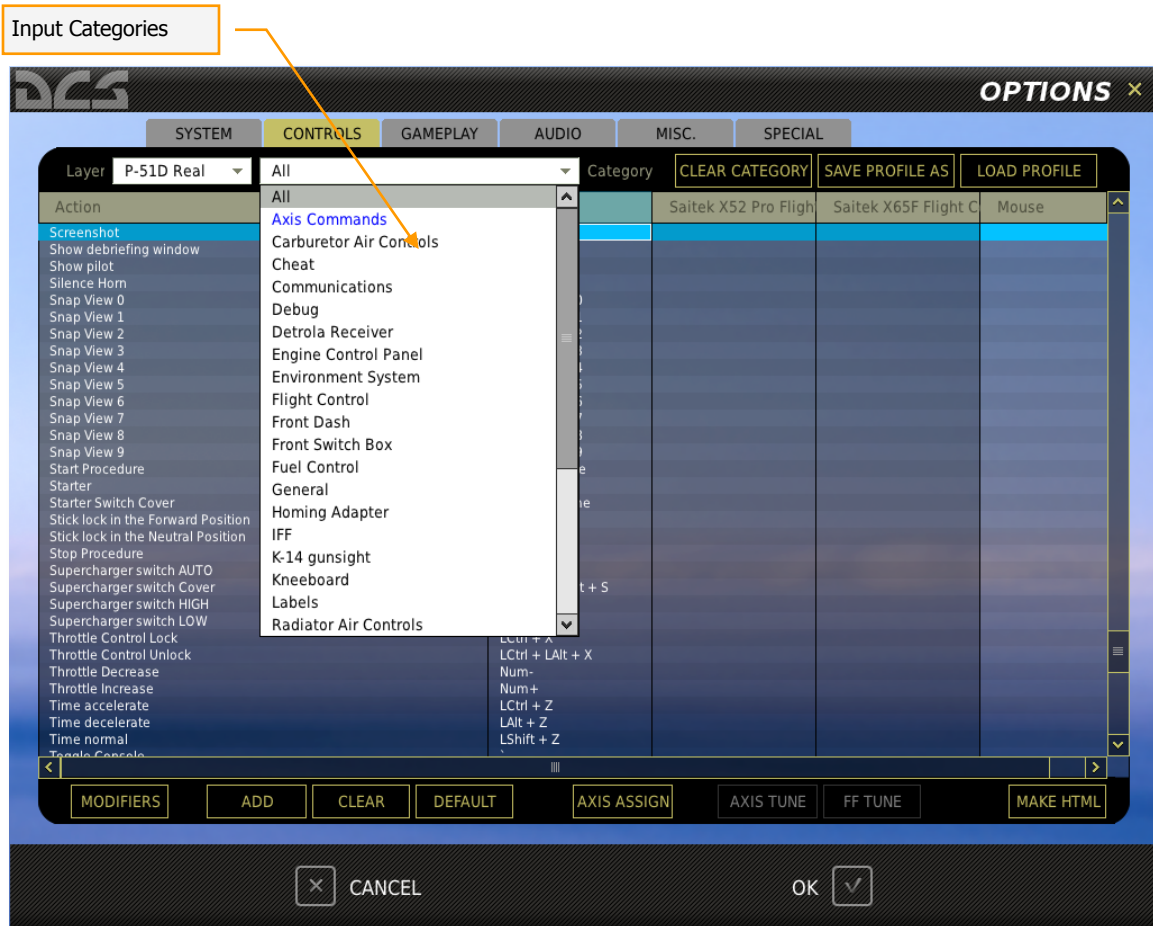 Input Categories
DCS
OPTIONS ×
SYSTEM CONTROLS GAMEPLAY AUDIO MISC. SPECIAL
Layer P-51D Real All Category CLEAR CATEGORY SAVE PROFILE AS LOAD PROFILE
Action Saitek X52 Pro Fligh Saitek X65F Flight C Mouse
All
Axis Commands
Carburetor Air Controls
Cheat
Communications
Debug
Detrola Receiver
Engine Control Panel
Environment System
Flight Control
Front Dash
Front Switch Box
Fuel Control
General
Homing Adapter
IFF
K-14 gunsight
Kneeboard
Labels
Radiator Air Controls
Screenshot
Show debriefing window
Show pilot
Silence Horn
Snap View 0
Snap View 1
Snap View 2
Snap View 3
Snap View 4
Snap View 5
Snap View 6
Snap View 7
Snap View 8
Snap View 9
Start Procedure
Starter
Starter Switch Cover
Stick lock in the Forward Position
Stick lock in the Neutral Position
Stop Procedure
Supercharger switch AUTO
Supercharger switch Cover t + S
Supercharger switch HIGH
Supercharger switch LOW
Throttle Control Lock LCtrl + X
Throttle Control Unlock LCtrl + LAlt + X
Throttle Decrease Num-
Throttle Increase Num+
Time accelerate LCtrl + Z
Time decelerate LAlt + Z
Time normal LShift + Z
Toggle Console
MODIFIERS ADD CLEAR DEFAULT AXIS ASSIGN AXIS TUNE FF TUNE MAKE HTML
CANCEL OK